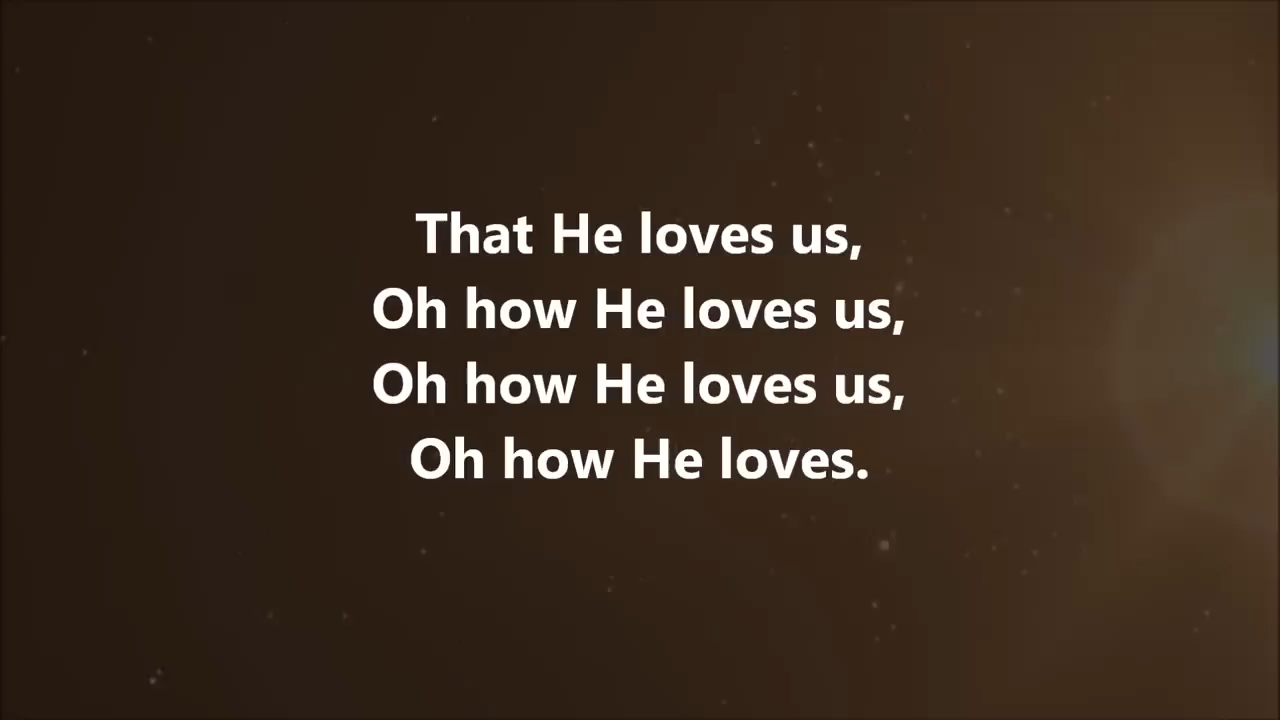 That He loves us,
Oh how He loves us,
Oh how He loves us,
Oh how He loves.